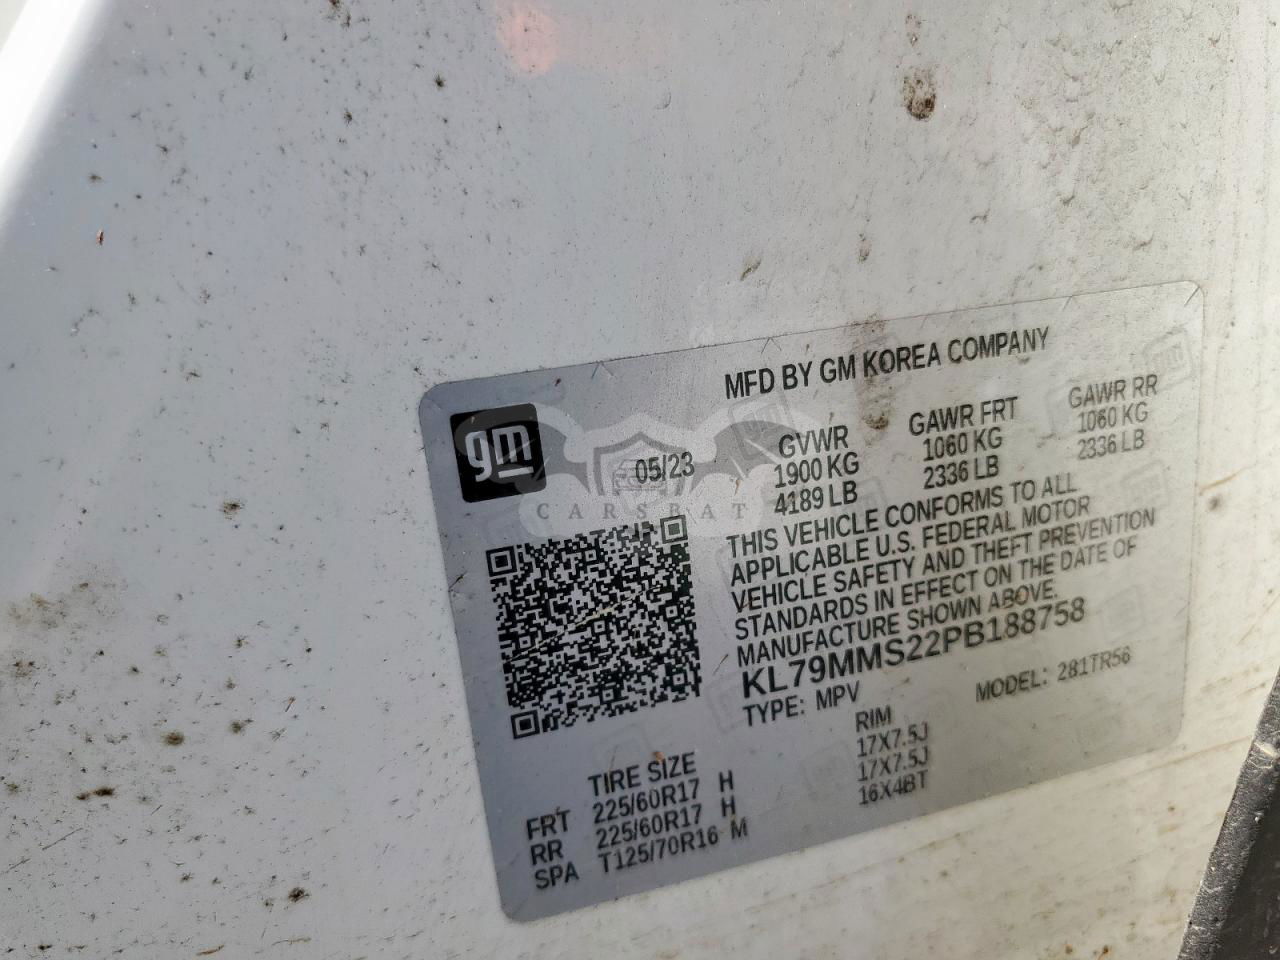 MFD BY GM KOREA COMPANY
gm
05/23
GVWR GAWR FRT GAWR RR
1900 KG 1060 KG 1060 KG
4189 LB 2336 LB 2336 LB
CARSBAT
THIS VEHICLE CONFORMS TO ALL
APPLICABLE U.S. FEDERAL MOTOR
VEHICLE SAFETY AND THEFT PREVENTION
STANDARDS IN EFFECT ON THE DATE OF
MANUFACTURE SHOWN ABOVE.
KL79MMS22PB188758
TYPE: MPV MODEL: 281TR56
TIRE SIZE RIM
FRT 225/60R17 H 17X7.5J
RR 225/60R17 H 17X7.5J
SPA T125/70R16 M 16X4BT